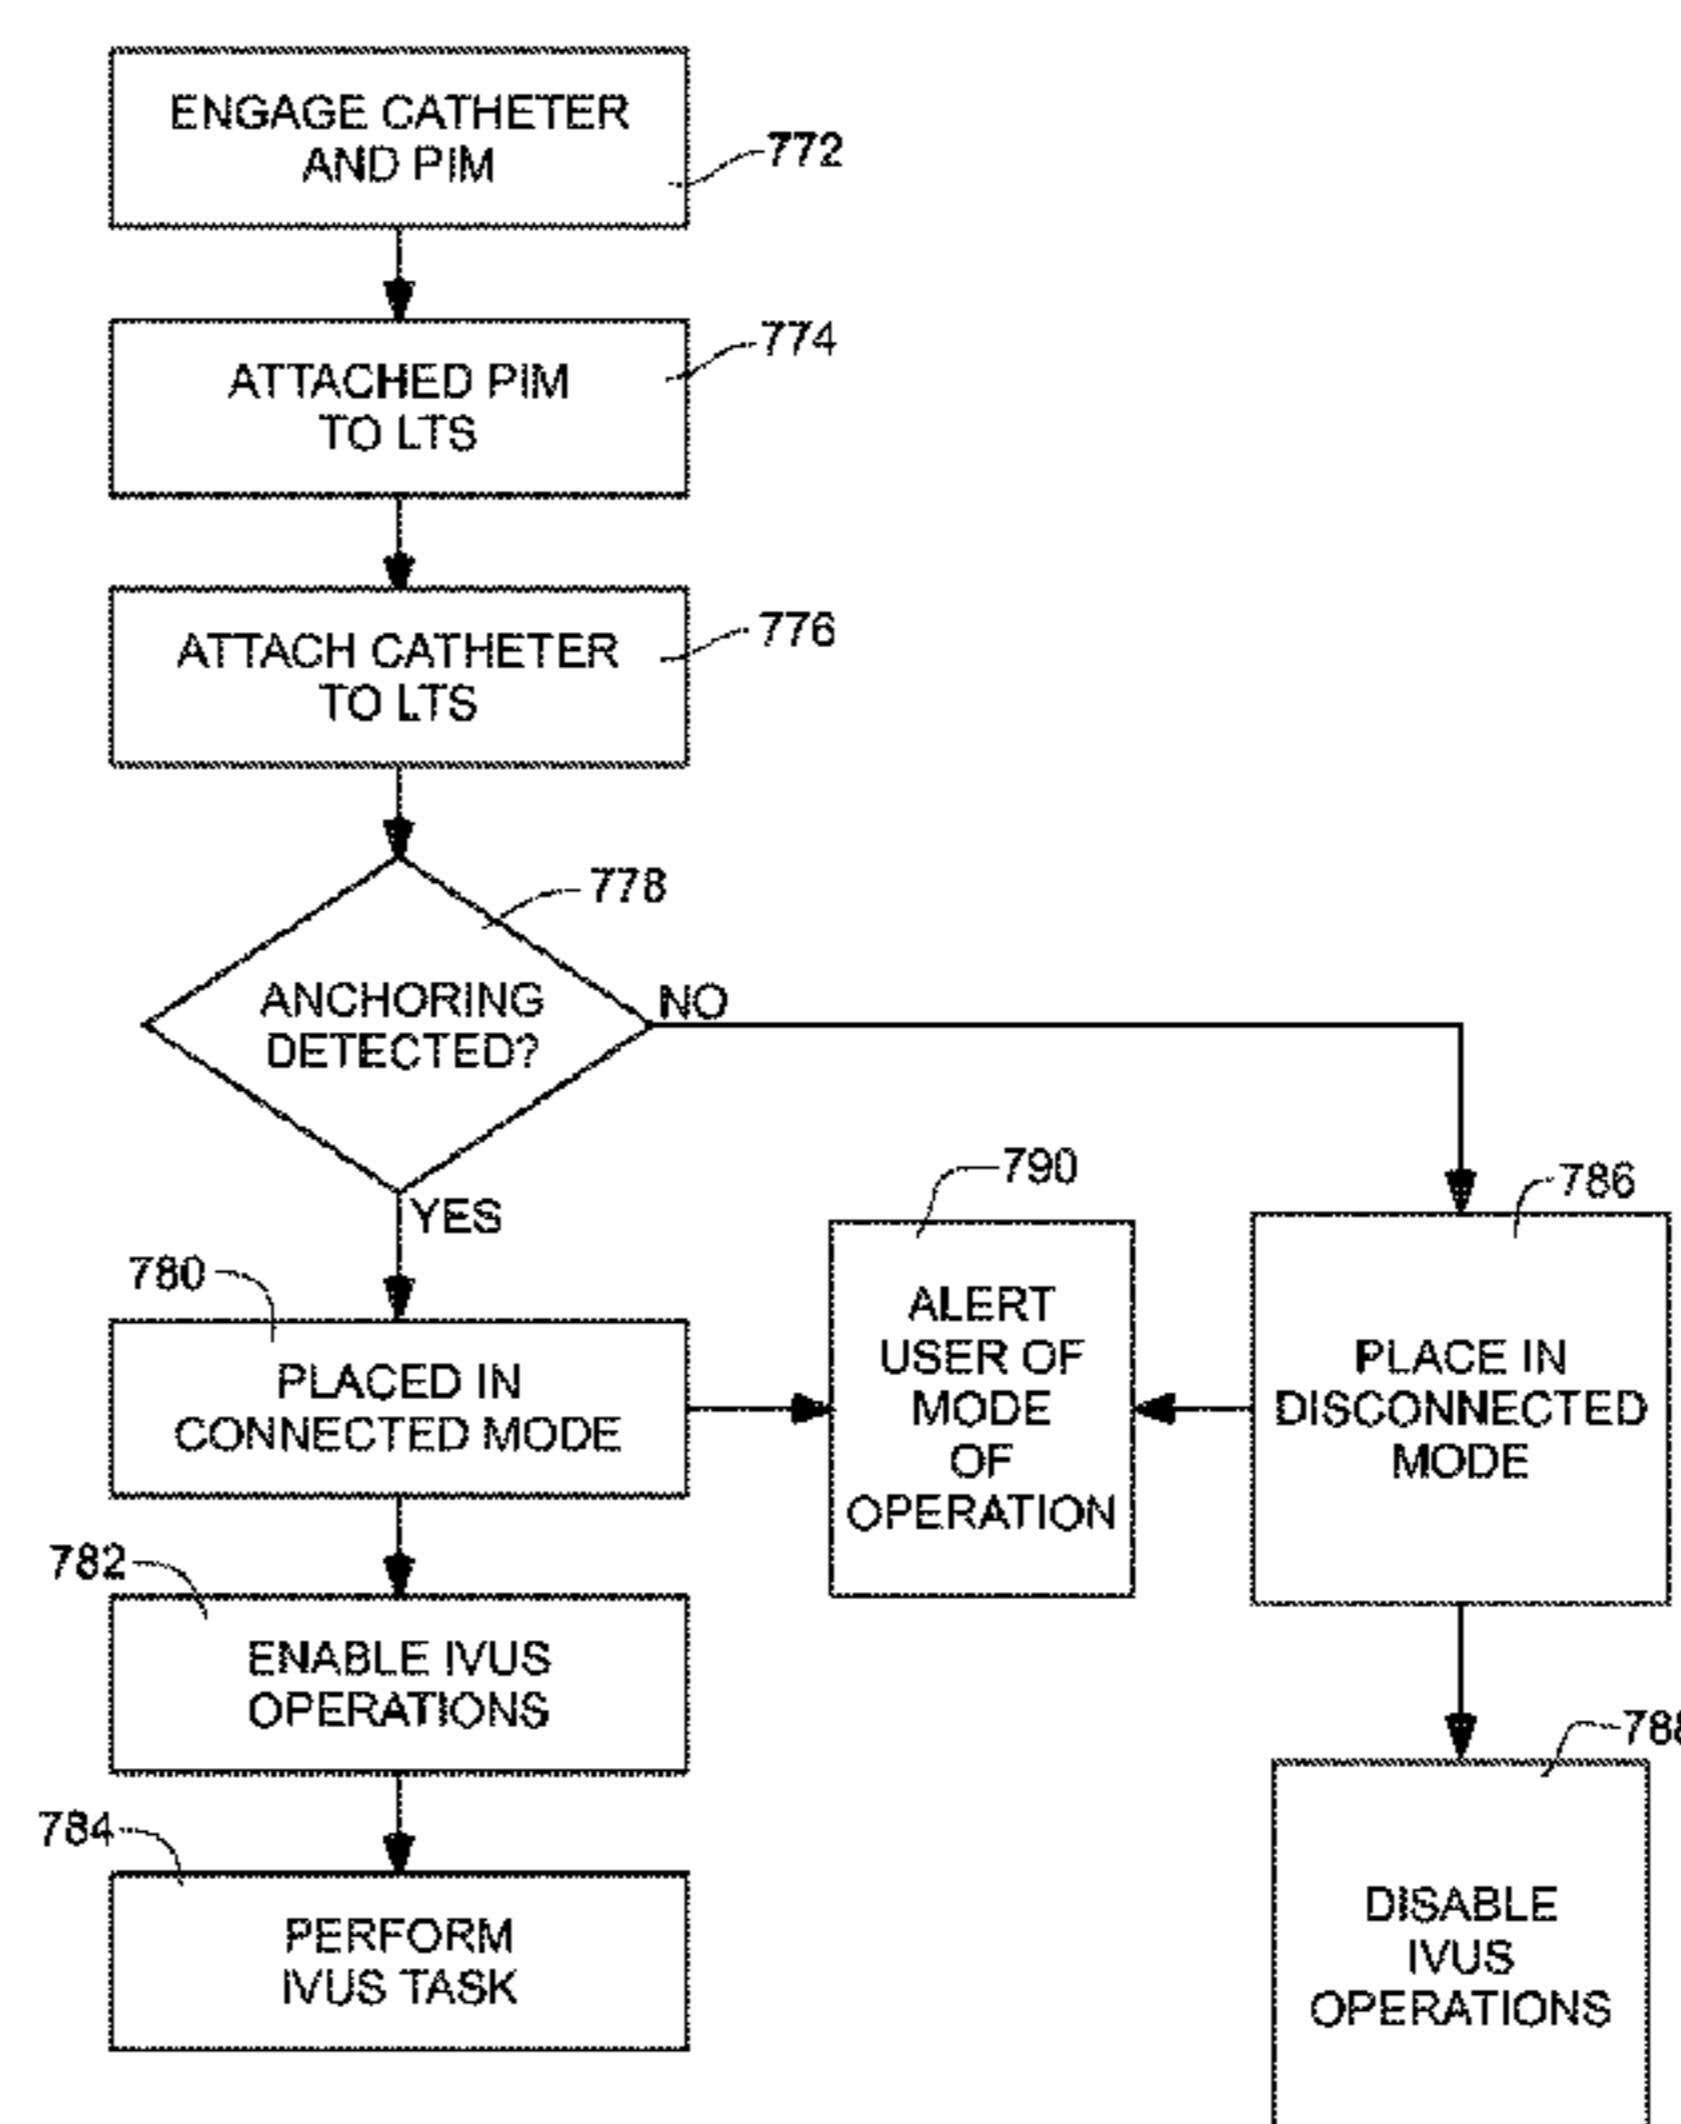 ENGAGE CATHETER
AND PIM
772
ATTACHED PIM
TO LTS
774
ATTACH CATHETER
TO LTS
776
778
ANCHORING
DETECTED?
NO
YES
780
PLACED IN
CONNECTED MODE
790
ALERT
USER OF
MODE
OF
OPERATION
786
PLACE IN
DISCONNECTED
MODE
782
ENABLE IVUS
OPERATIONS
784
PERFORM
IVUS TASK
788
DISABLE
IVUS
OPERATIONS